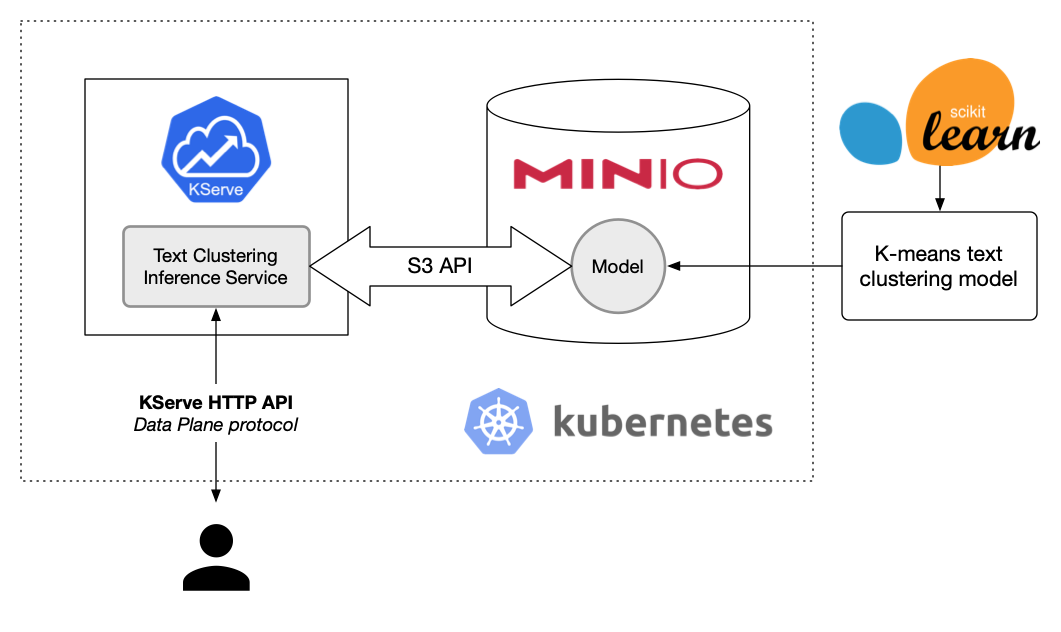 KServe
Text Clustering
Inference Service
S3 API
MINIO
Model
scikit
learn
K-means text
clustering model
KServe HTTP API
Data Plane protocol
kubernetes